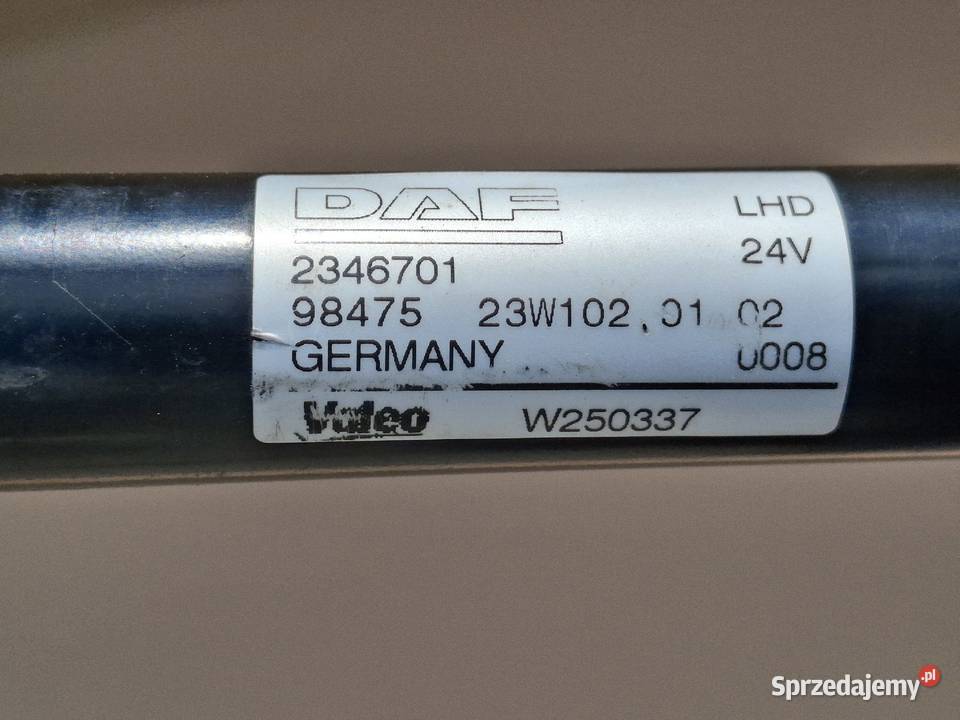 DAF LHD
24V
2346701
98475 23W102 .01 02
GERMANY 0008
Valeo W250337
Sprzedajemy.pl